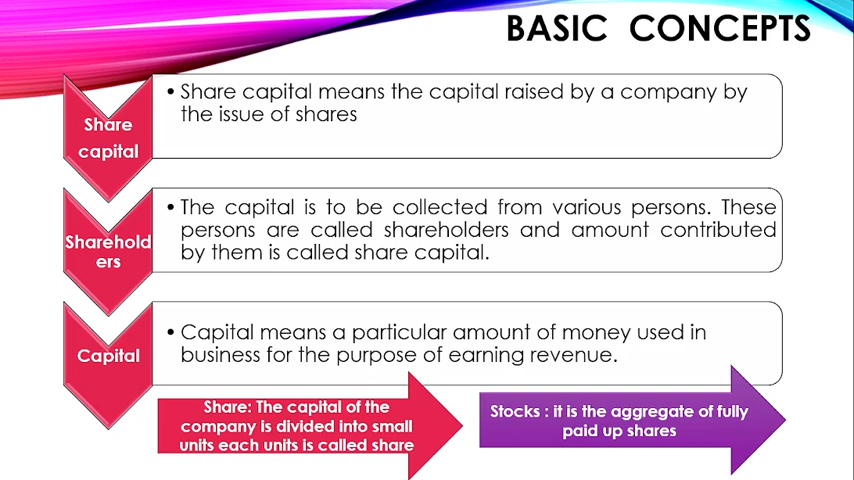 BASIC CONCEPTS
Share
capital
• Share capital means the capital raised by a company by
the issue of shares
Sharehold
ers
• The capital is to be collected from various persons. These
persons are called shareholders and amount contributed
by them is called share capital.
Capital
• Capital means a particular amount of money used in
business for the purpose of earning revenue.
Share: The capital of the
company is divided into small
units each units is called share
Stocks : it is the aggregate of fully
paid up shares